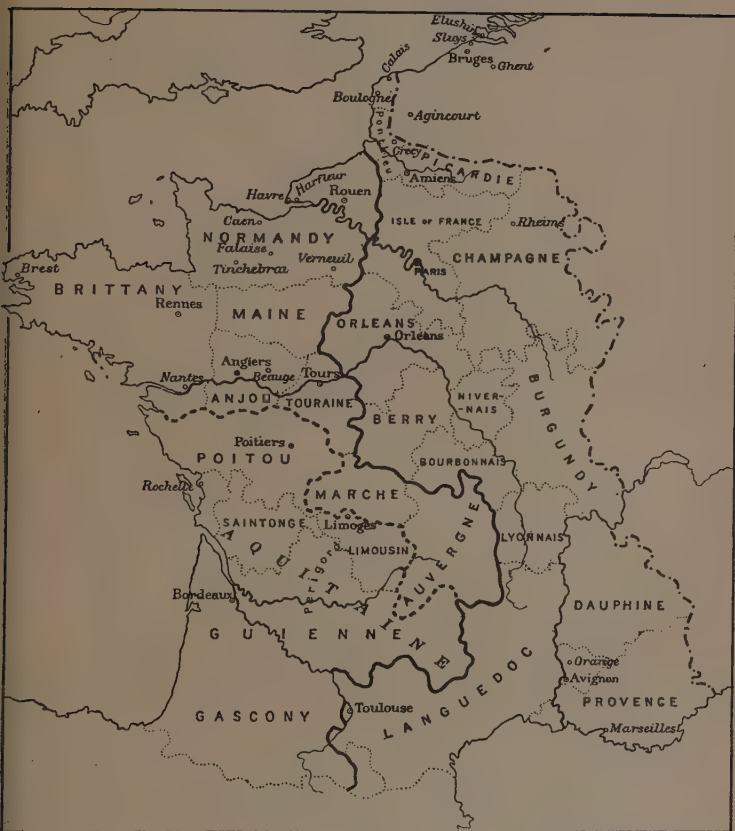 Sluys
Bruges
Ghent
Calais
Boulogne
Agincourt
Ponthieu
Crecy
PICARDIE
Amiens
Harfleur
Havre
Rouen
ISLE OF FRANCE
Rheims
Caen
NORMANDY
Falaise
Verneuil
Tinchebrai
CHAMPAGNE
PARIS
Brest
BRITTANY
Rennes
MAINE
ORLEANS
Orleans
Angiers
Nantes
Beauge
Tours
ANJOU
TOURAINE
BERRY
NIVER-
NAIS
BURGUNDY
Poitiers
POITOU
BOURBONNAIS
Rochelle
MARCHE
SAINTONGE
Limoges
LIMOUSIN
AUVERGNE
LYONNAIS
AQUITAINE
Perigord
Bordeaux
GUIENNE
DAUPHINE
LANGUEDOC
Orange
Avignon
PROVENCE
Toulouse
GASCONY
Marseilles